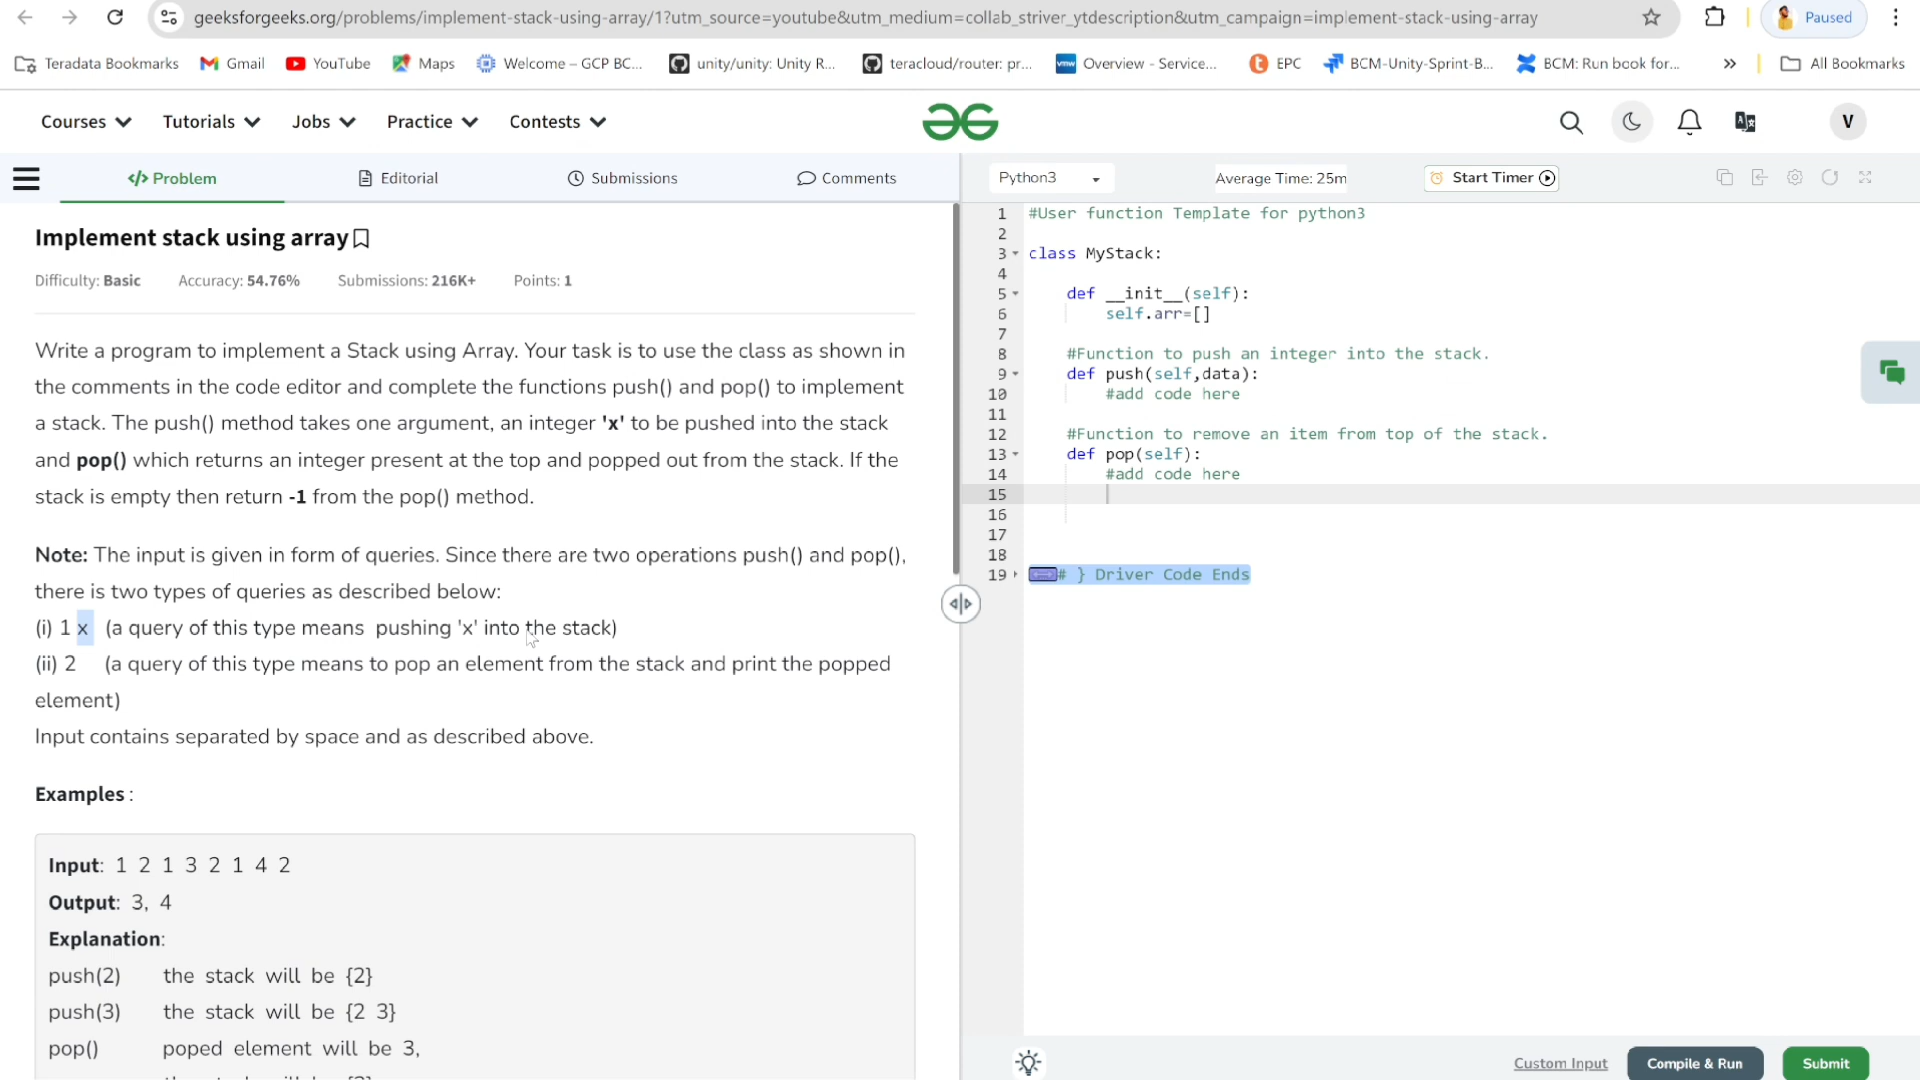 geeksforgeeks.org/problems/implement-stack-using-array/1?utm_source=youtube&utm_medium=collab_striver_ytdescription&utm_campaign=implement-stack-using-array
Paused
Teradata Bookmarks
Gmail
YouTube
Maps
Welcome – GCP BC...
unity/unity: Unity R...
teracloud/router: pr...
vmw
Overview - Service...
EPC
BCM-Unity-Sprint-B...
BCM: Run book for...
»
All Bookmarks
Courses
Tutorials
Jobs
Practice
Contests
V
</> Problem
Editorial
Submissions
Comments
Python3
Average Time: 25m
Start Timer
Implement stack using array
Difficulty: Basic
Accuracy: 54.76%
Submissions: 216K+
Points: 1
Write a program to implement a Stack using Array. Your task is to use the class as shown in
the comments in the code editor and complete the functions push() and pop() to implement
a stack. The push() method takes one argument, an integer 'x' to be pushed into the stack
and pop() which returns an integer present at the top and popped out from the stack. If the
stack is empty then return -1 from the pop() method.
Note: The input is given in form of queries. Since there are two operations push() and pop(),
there is two types of queries as described below:
(i) 1 x (a query of this type means pushing 'x' into the stack)
(ii) 2 (a query of this type means to pop an element from the stack and print the popped
element)
Input contains separated by space and as described above.
Examples :
Input: 1 2 1 3 2 1 4 2
Output: 3, 4
Explanation:
push(2) the stack will be {2}
push(3) the stack will be {2 3}
pop() poped element will be 3,
1 #User function Template for python3
2
3 class MyStack:
4
5 def __init__(self):
6 self.arr=[]
7
8 #Function to push an integer into the stack.
9 def push(self,data):
10 #add code here
11
12 #Function to remove an item from top of the stack.
13 def pop(self):
14 #add code here
15
16
17
18
19 # } Driver Code Ends
Custom Input
Compile & Run
Submit